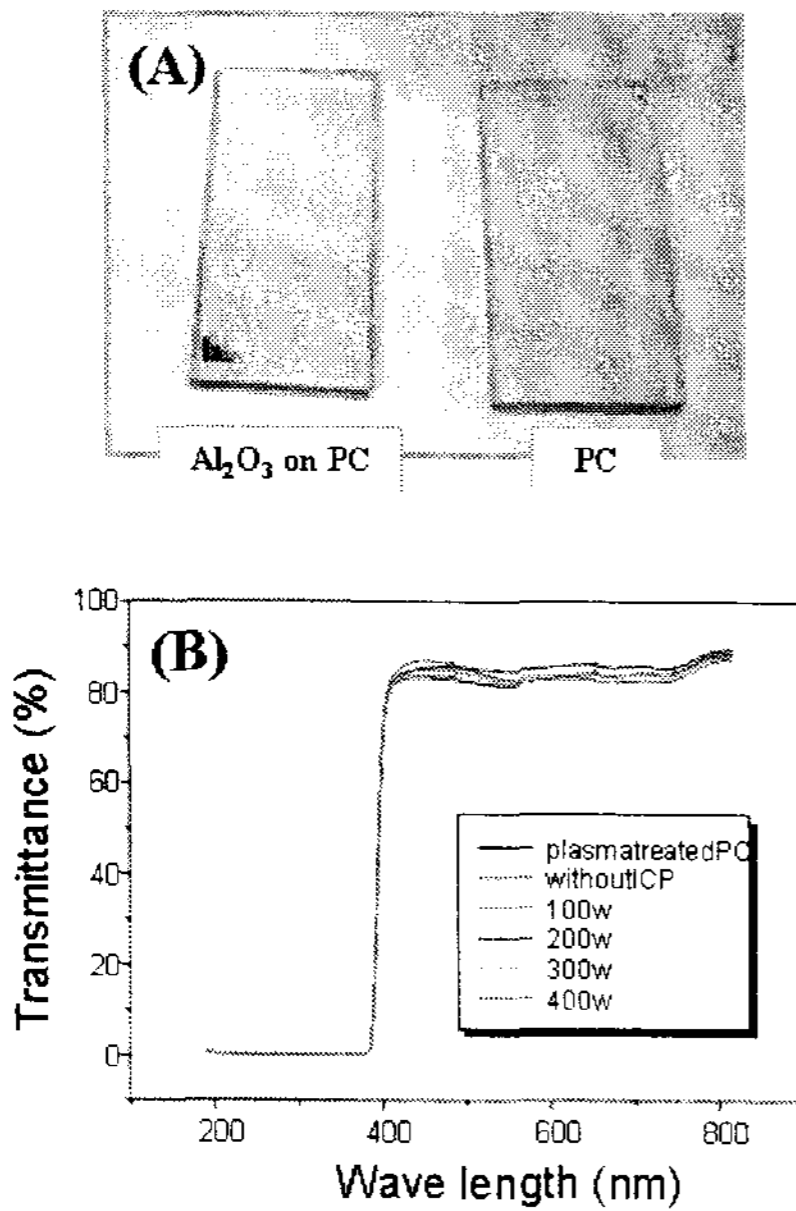 (A)
Al₂O₃ on PC
PC
(B)
Transmittance (%)
100
80
60
40
20
0
plasmatreatedPC
withoutICP
100w
200w
300w
400w
200 400 600 800
Wave length (nm)